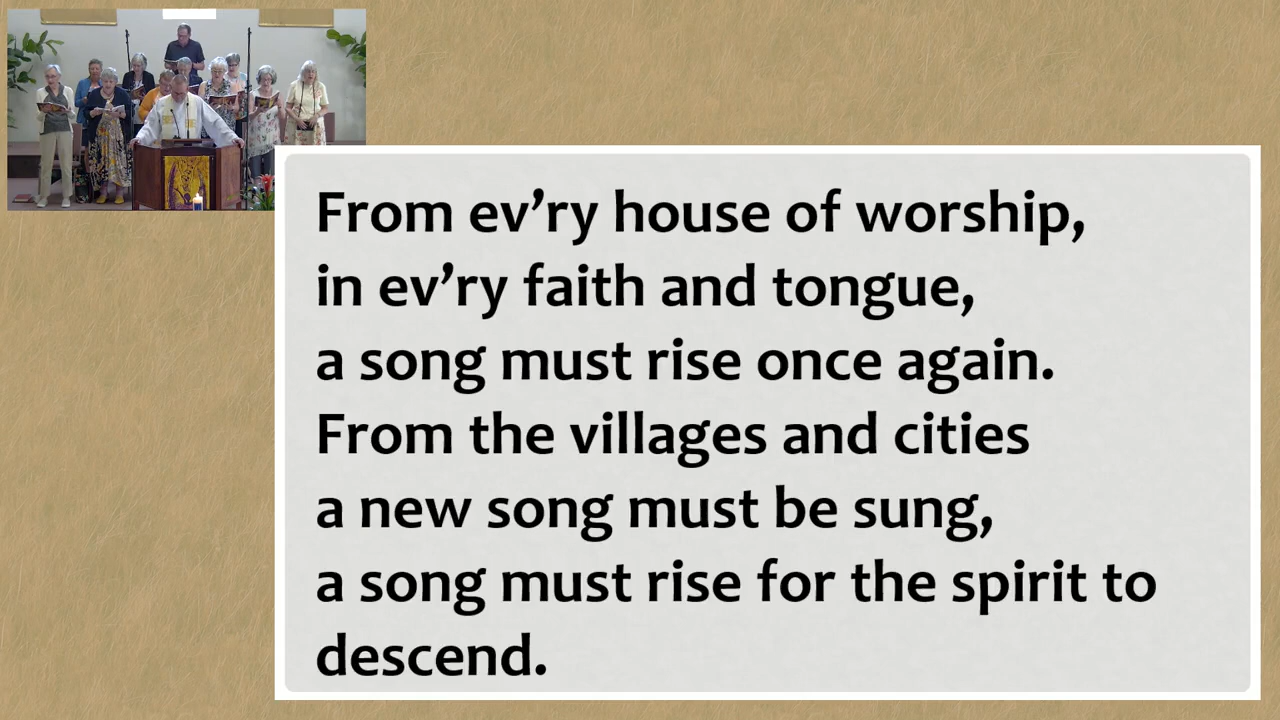 From ev’ry house of worship,
in ev’ry faith and tongue,
a song must rise once again.
From the villages and cities
a new song must be sung,
a song must rise for the spirit to
descend.